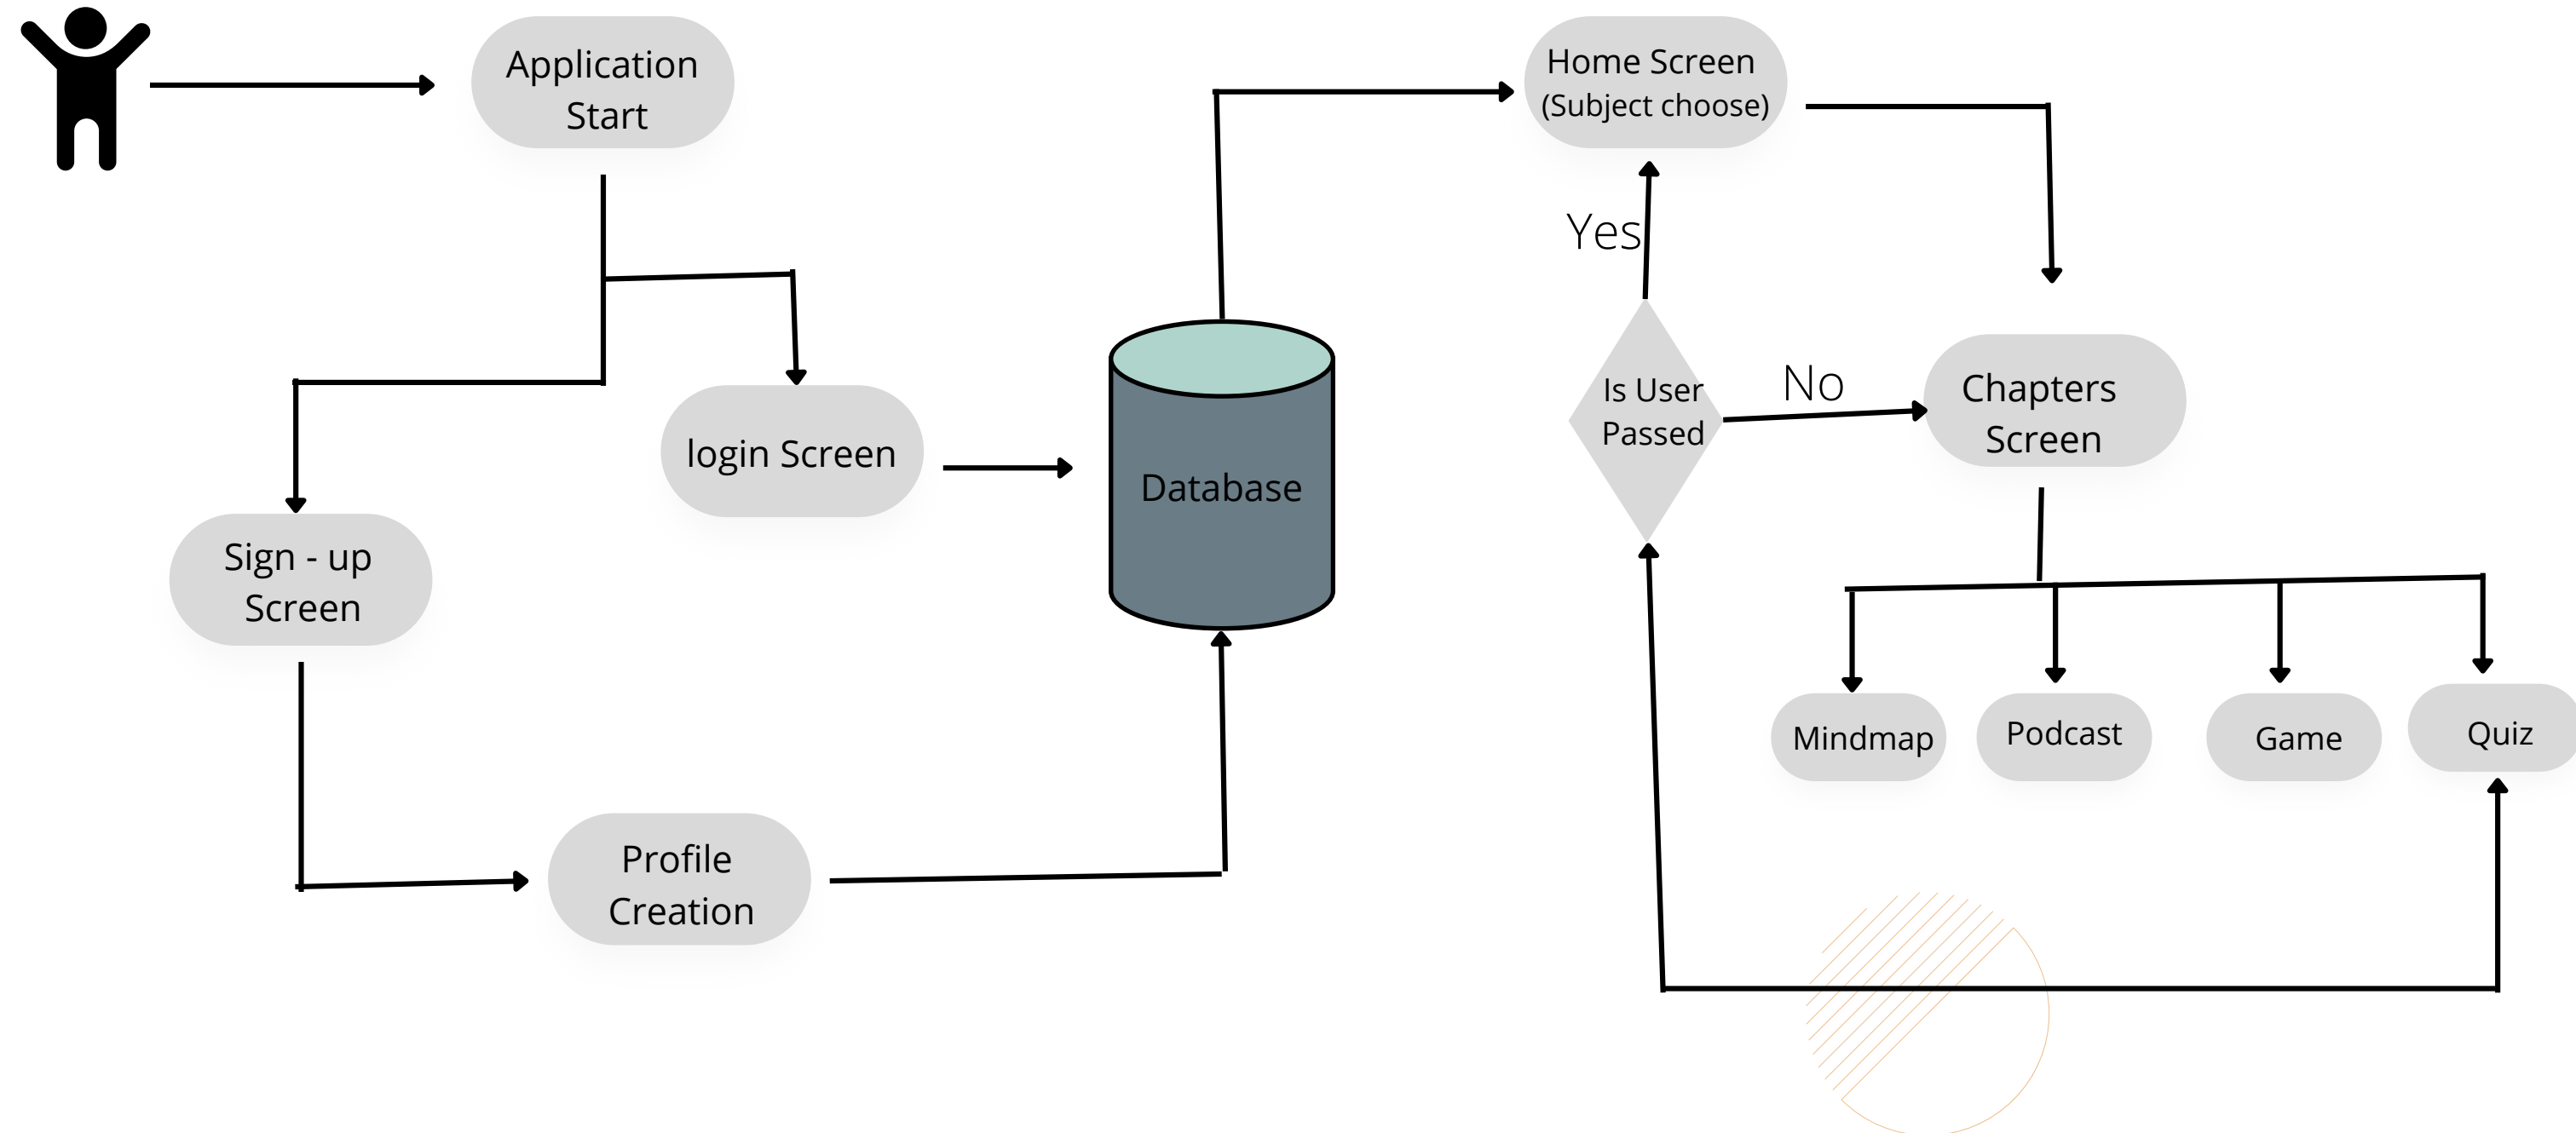 Application
Start
Home Screen
(Subject choose)
Yes
login Screen
Database
Is User
Passed
No
Chapters
Screen
Sign - up
Screen
Mindmap
Podcast
Game
Quiz
Profile
Creation